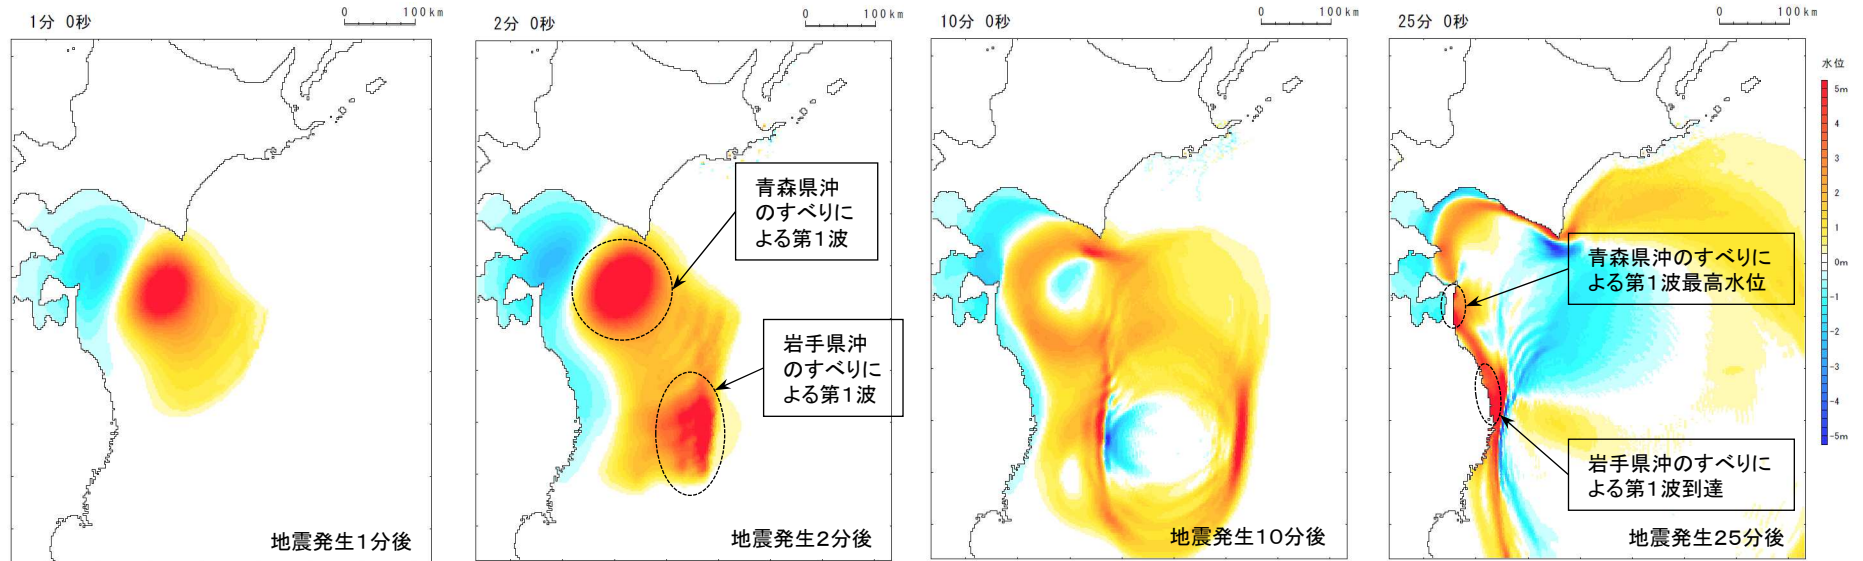 1分 0秒
0 100km
地震発生1分後
2分 0秒
0 100km
青森県沖
のすべりに
よる第1波
岩手県沖
のすべりに
よる第1波
地震発生2分後
10分 0秒
0 100km
地震発生10分後
25分 0秒
0 100km
青森県沖のすべりに
よる第1波最高水位
岩手県沖のすべりに
よる第1波到達
地震発生25分後
水位
5m
4
3
2
1
0m
-1
-2
-3
-4
-5m